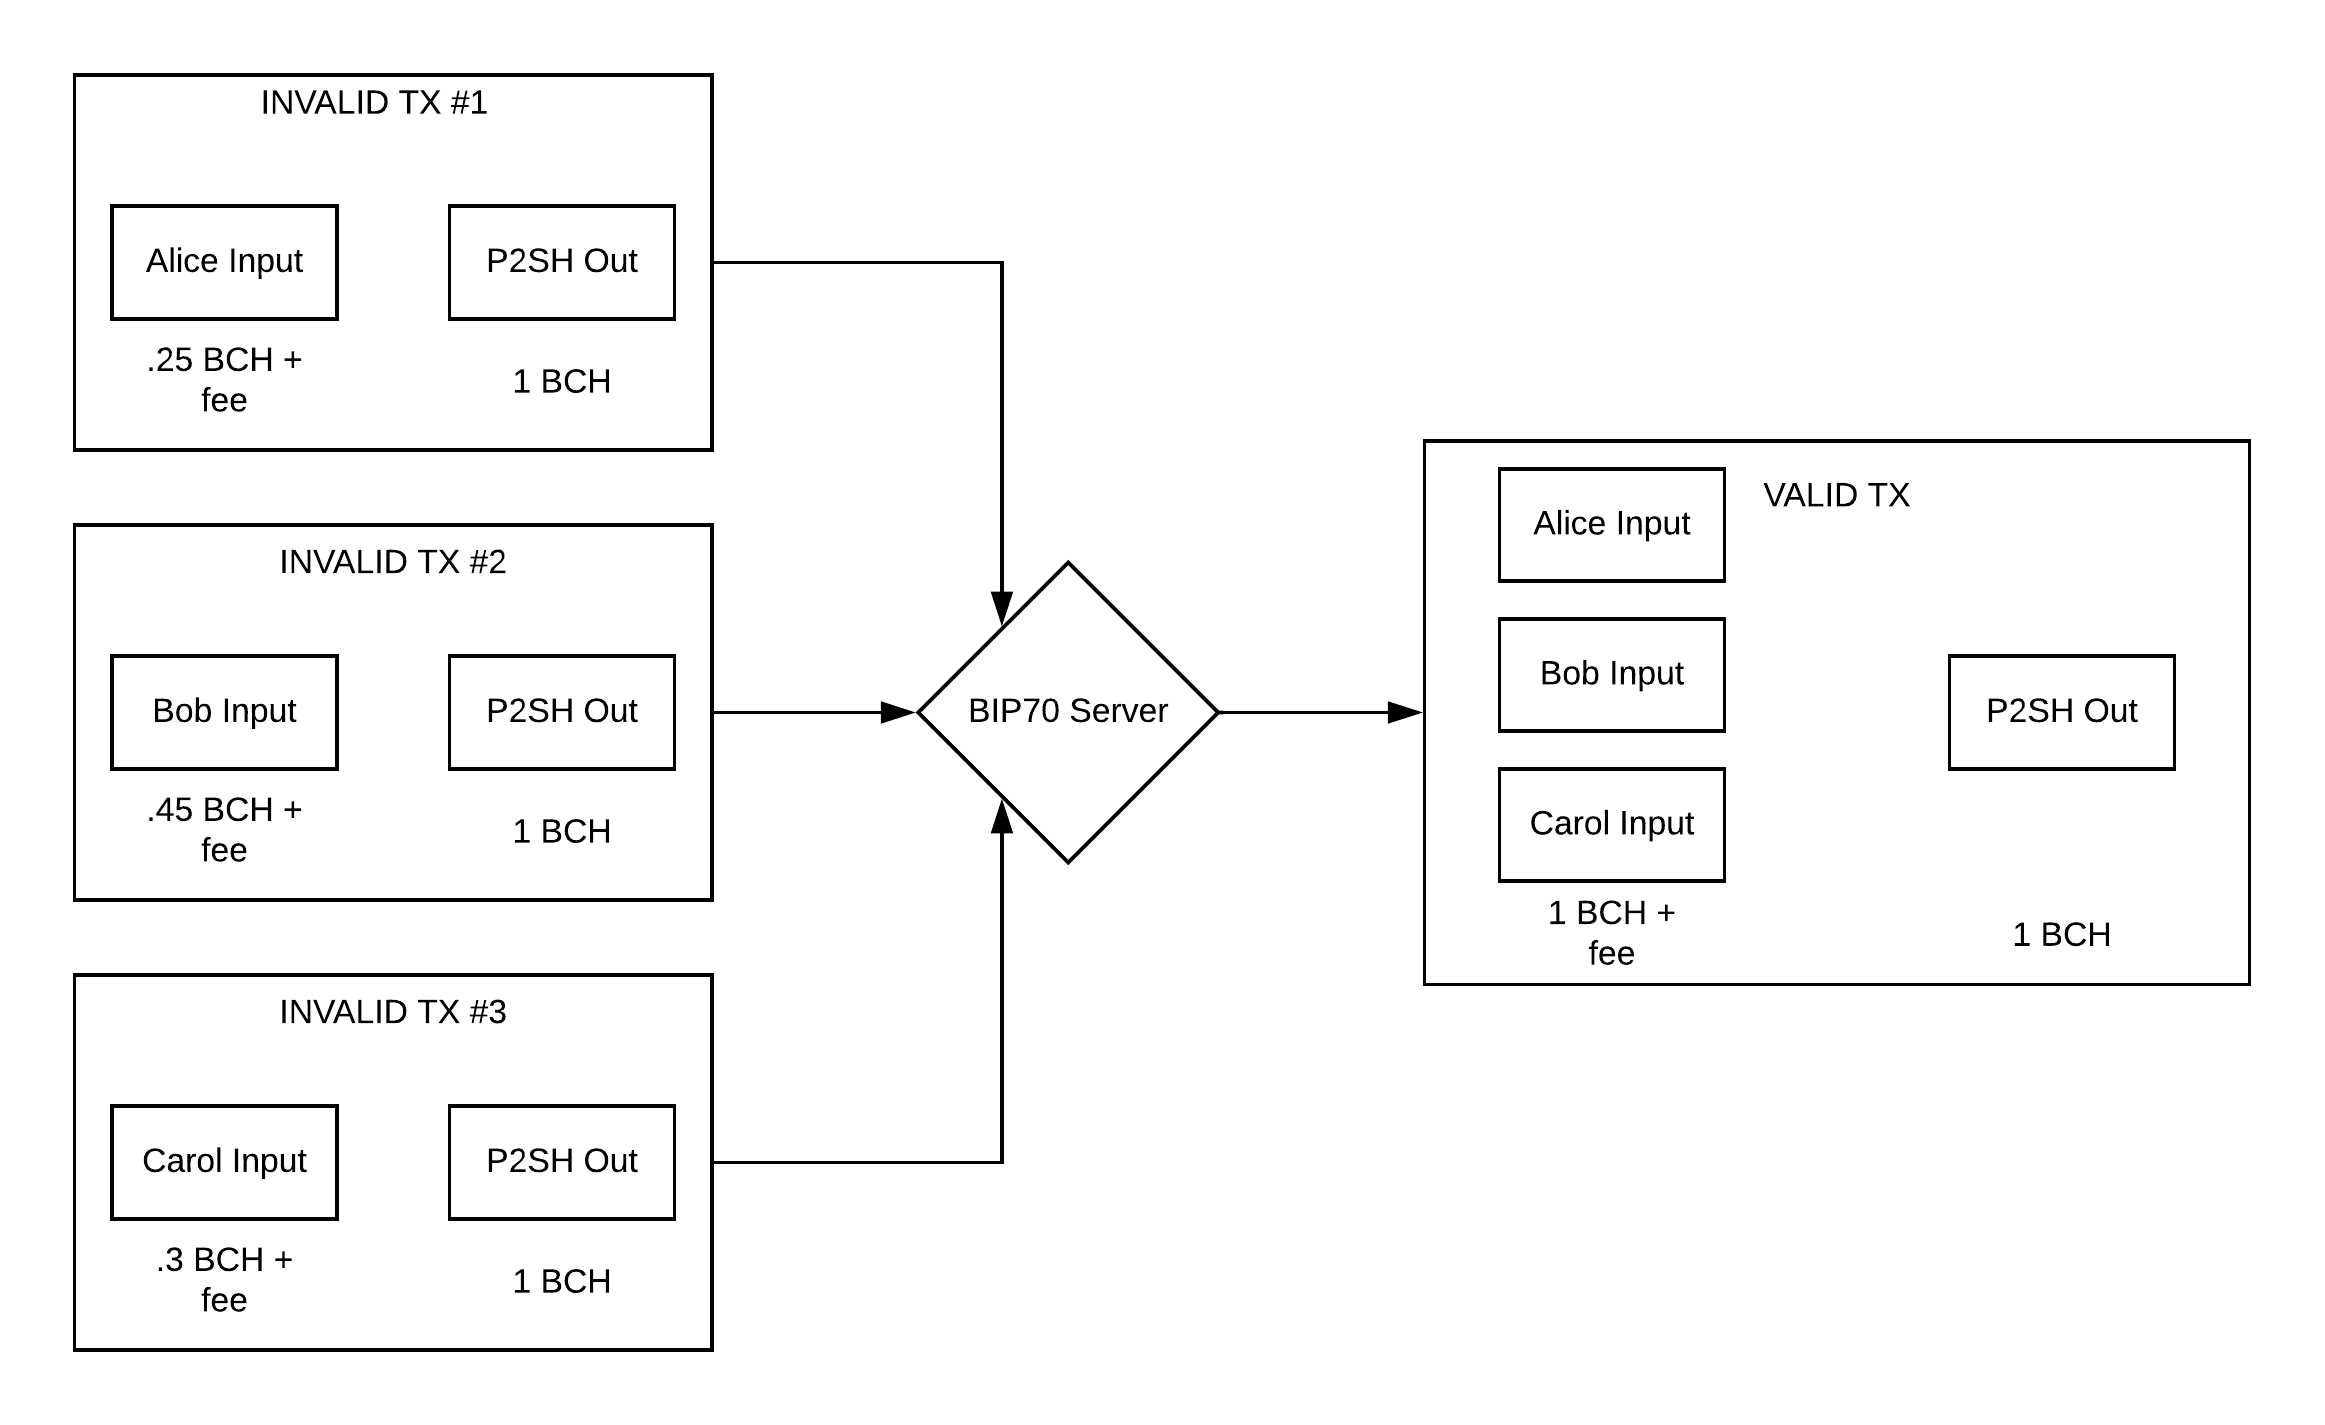 INVALID TX #1
Alice Input
P2SH Out
.25 BCH +
fee
1 BCH
INVALID TX #2
Bob Input
P2SH Out
.45 BCH +
fee
1 BCH
INVALID TX #3
Carol Input
P2SH Out
.3 BCH +
fee
1 BCH
BIP70 Server
VALID TX
Alice Input
Bob Input
Carol Input
P2SH Out
1 BCH +
fee
1 BCH